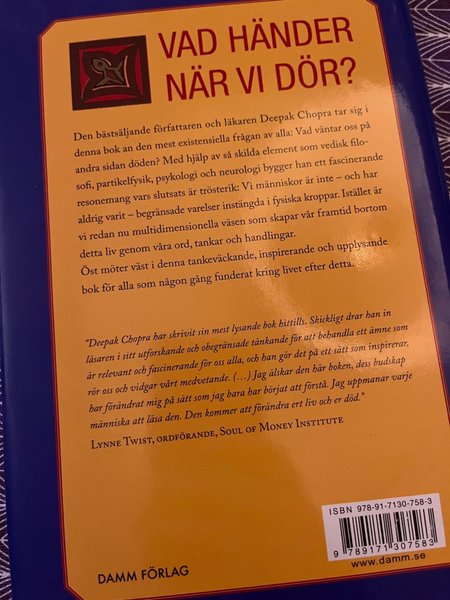 VAD HÄNDER
NÄR VI DÖR?
Den bästsäljande författaren och läkaren Deepak Chopra tar sig i
denna bok an den mest existensiella frågan av alla: Vad väntar oss på
andra sidan döden? Med hjälp av så skilda element som vedisk filo-
sofi, partikelfysik, psykologi och neurologi bygger han ett fascinerande
resonemang vars slutsats är trösterik: Vi människor är inte – och har
aldrig varit – begränsade varelser instängda i fysiska kroppar. Istället är
vi redan nu multidimensionella väsen som skapar vår framtid bortom
detta liv genom våra ord, tankar och handlingar.
Öst möter väst i denna tankeväckande, inspirerande och upplysande
bok för alla som någon gång funderat kring livet efter detta.
"Deepak Chopra har skrivit sin mest lysande bok hittills. Skickligt drar han in
läsaren i sitt utforskande och obegränsade tänkande för att behandla ett ämne som
är relevant och fascinerande för oss alla, och han gör det på ett sätt som inspirerar,
rör oss och vidgar vårt medvetande. (…) Jag älskar den här boken, dess budskap
har förändrat mig på sätt som jag bara har börjat att förstå. Jag uppmanar varje
människa att läsa den. Den kommer att förändra ert liv och er död."
LYNNE TWIST, ORDFÖRANDE, SOUL OF MONEY INSTITUTE
ISBN 978-91-7130-758-3
9 789171 307583
www.damm.se
DAMM FÖRLAG